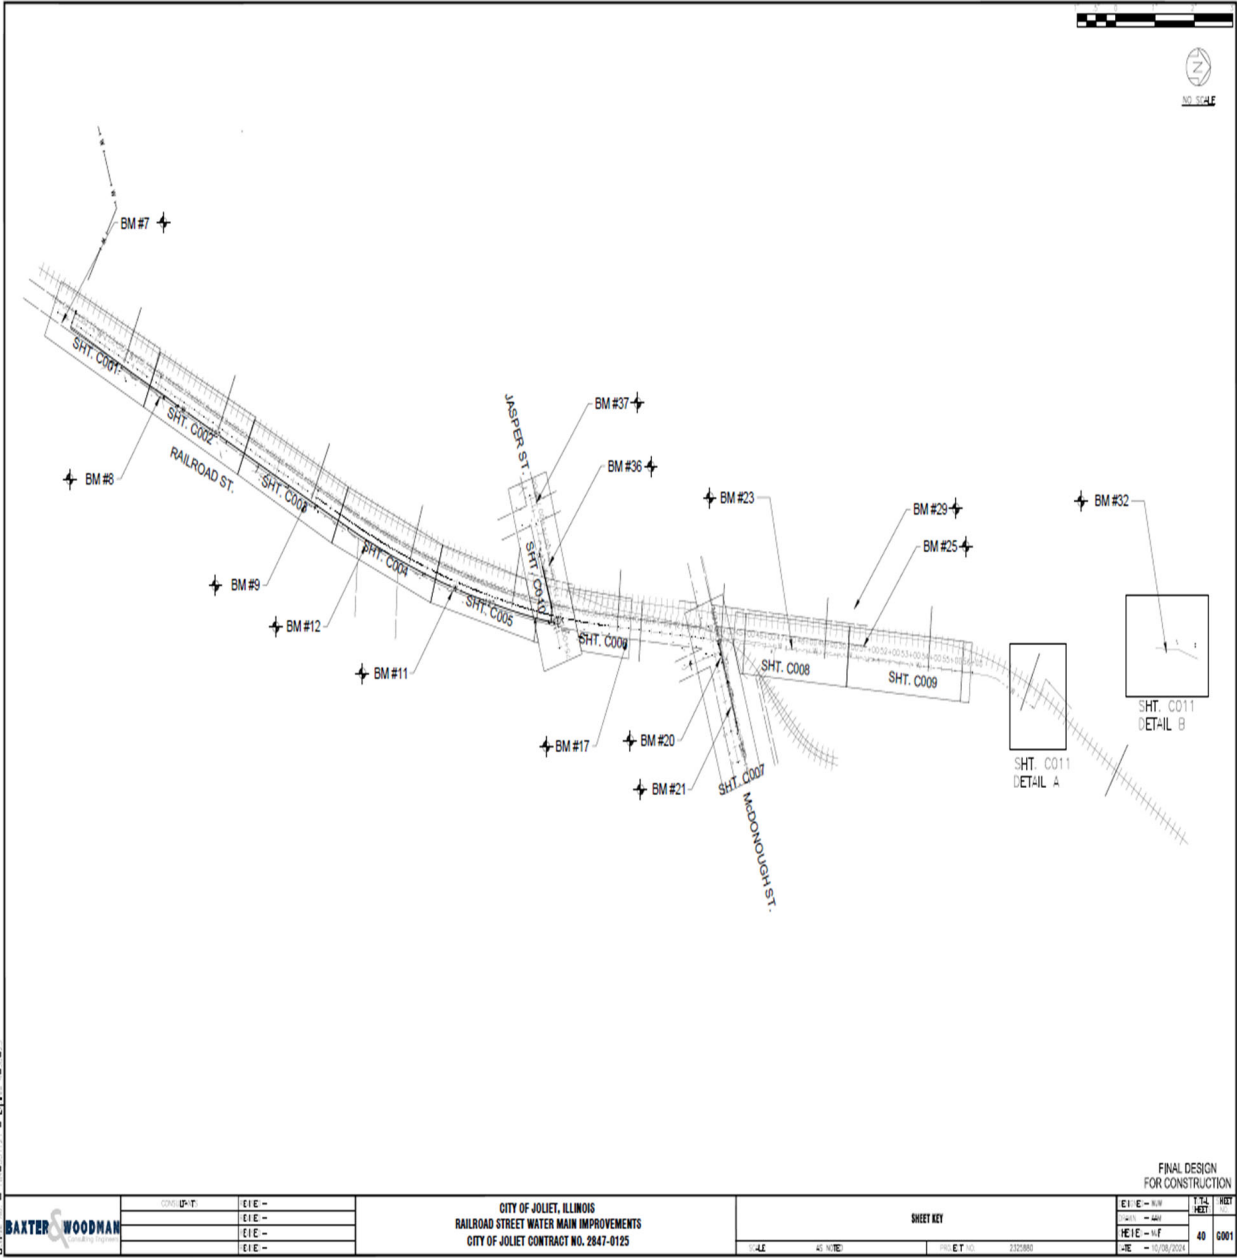 NO SCALE
BM #7
SHT. C001
SHT. C002
RAILROAD ST.
BM #8
SHT. C003
BM #9
SHT. C004
BM #12
SHT. C005
BM #11
JASPER ST.
BM #37
BM #36
SHT. C010
SHT. C006
BM #17
BM #23
BM #29
BM #25
BM #32
BM #20
BM #21
SHT. C007
McDONOUGH ST.
SHT. C008
SHT. C009
SHT. C011
DETAIL A
SHT. C011
DETAIL B
FINAL DESIGN
FOR CONSTRUCTION
BAXTER & WOODMAN
Consulting Engineers
CITY OF JOLIET, ILLINOIS
RAILROAD STREET WATER MAIN IMPROVEMENTS
CITY OF JOLIET CONTRACT NO. 2847-0125
SHEET KEY
AS NOTED
2325880
10/08/2024
40
G001